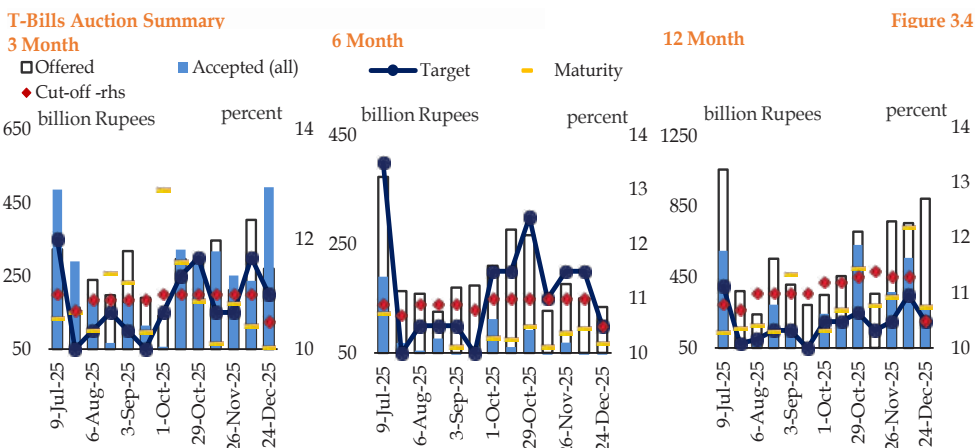 T-Bills Auction Summary
Figure 3.4
3 Month
6 Month
12 Month
Offered
Accepted (all)
Target
Maturity
Cut-off -rhs
billion Rupees
percent
650
450
250
50
14
12
10
9-Jul-25
6-Aug-25
3-Sep-25
1-Oct-25
29-Oct-25
26-Nov-25
24-Dec-25
billion Rupees
percent
450
250
50
14
13
12
11
10
9-Jul-25
6-Aug-25
3-Sep-25
1-Oct-25
29-Oct-25
6-Nov-25
24-Dec-25
billion Rupees
percent
1250
850
450
50
14
13
12
11
10
9-Jul-25
6-Aug-25
3-Sep-25
1-Oct-25
29-Oct-25
26-Nov-25
24-Dec-25